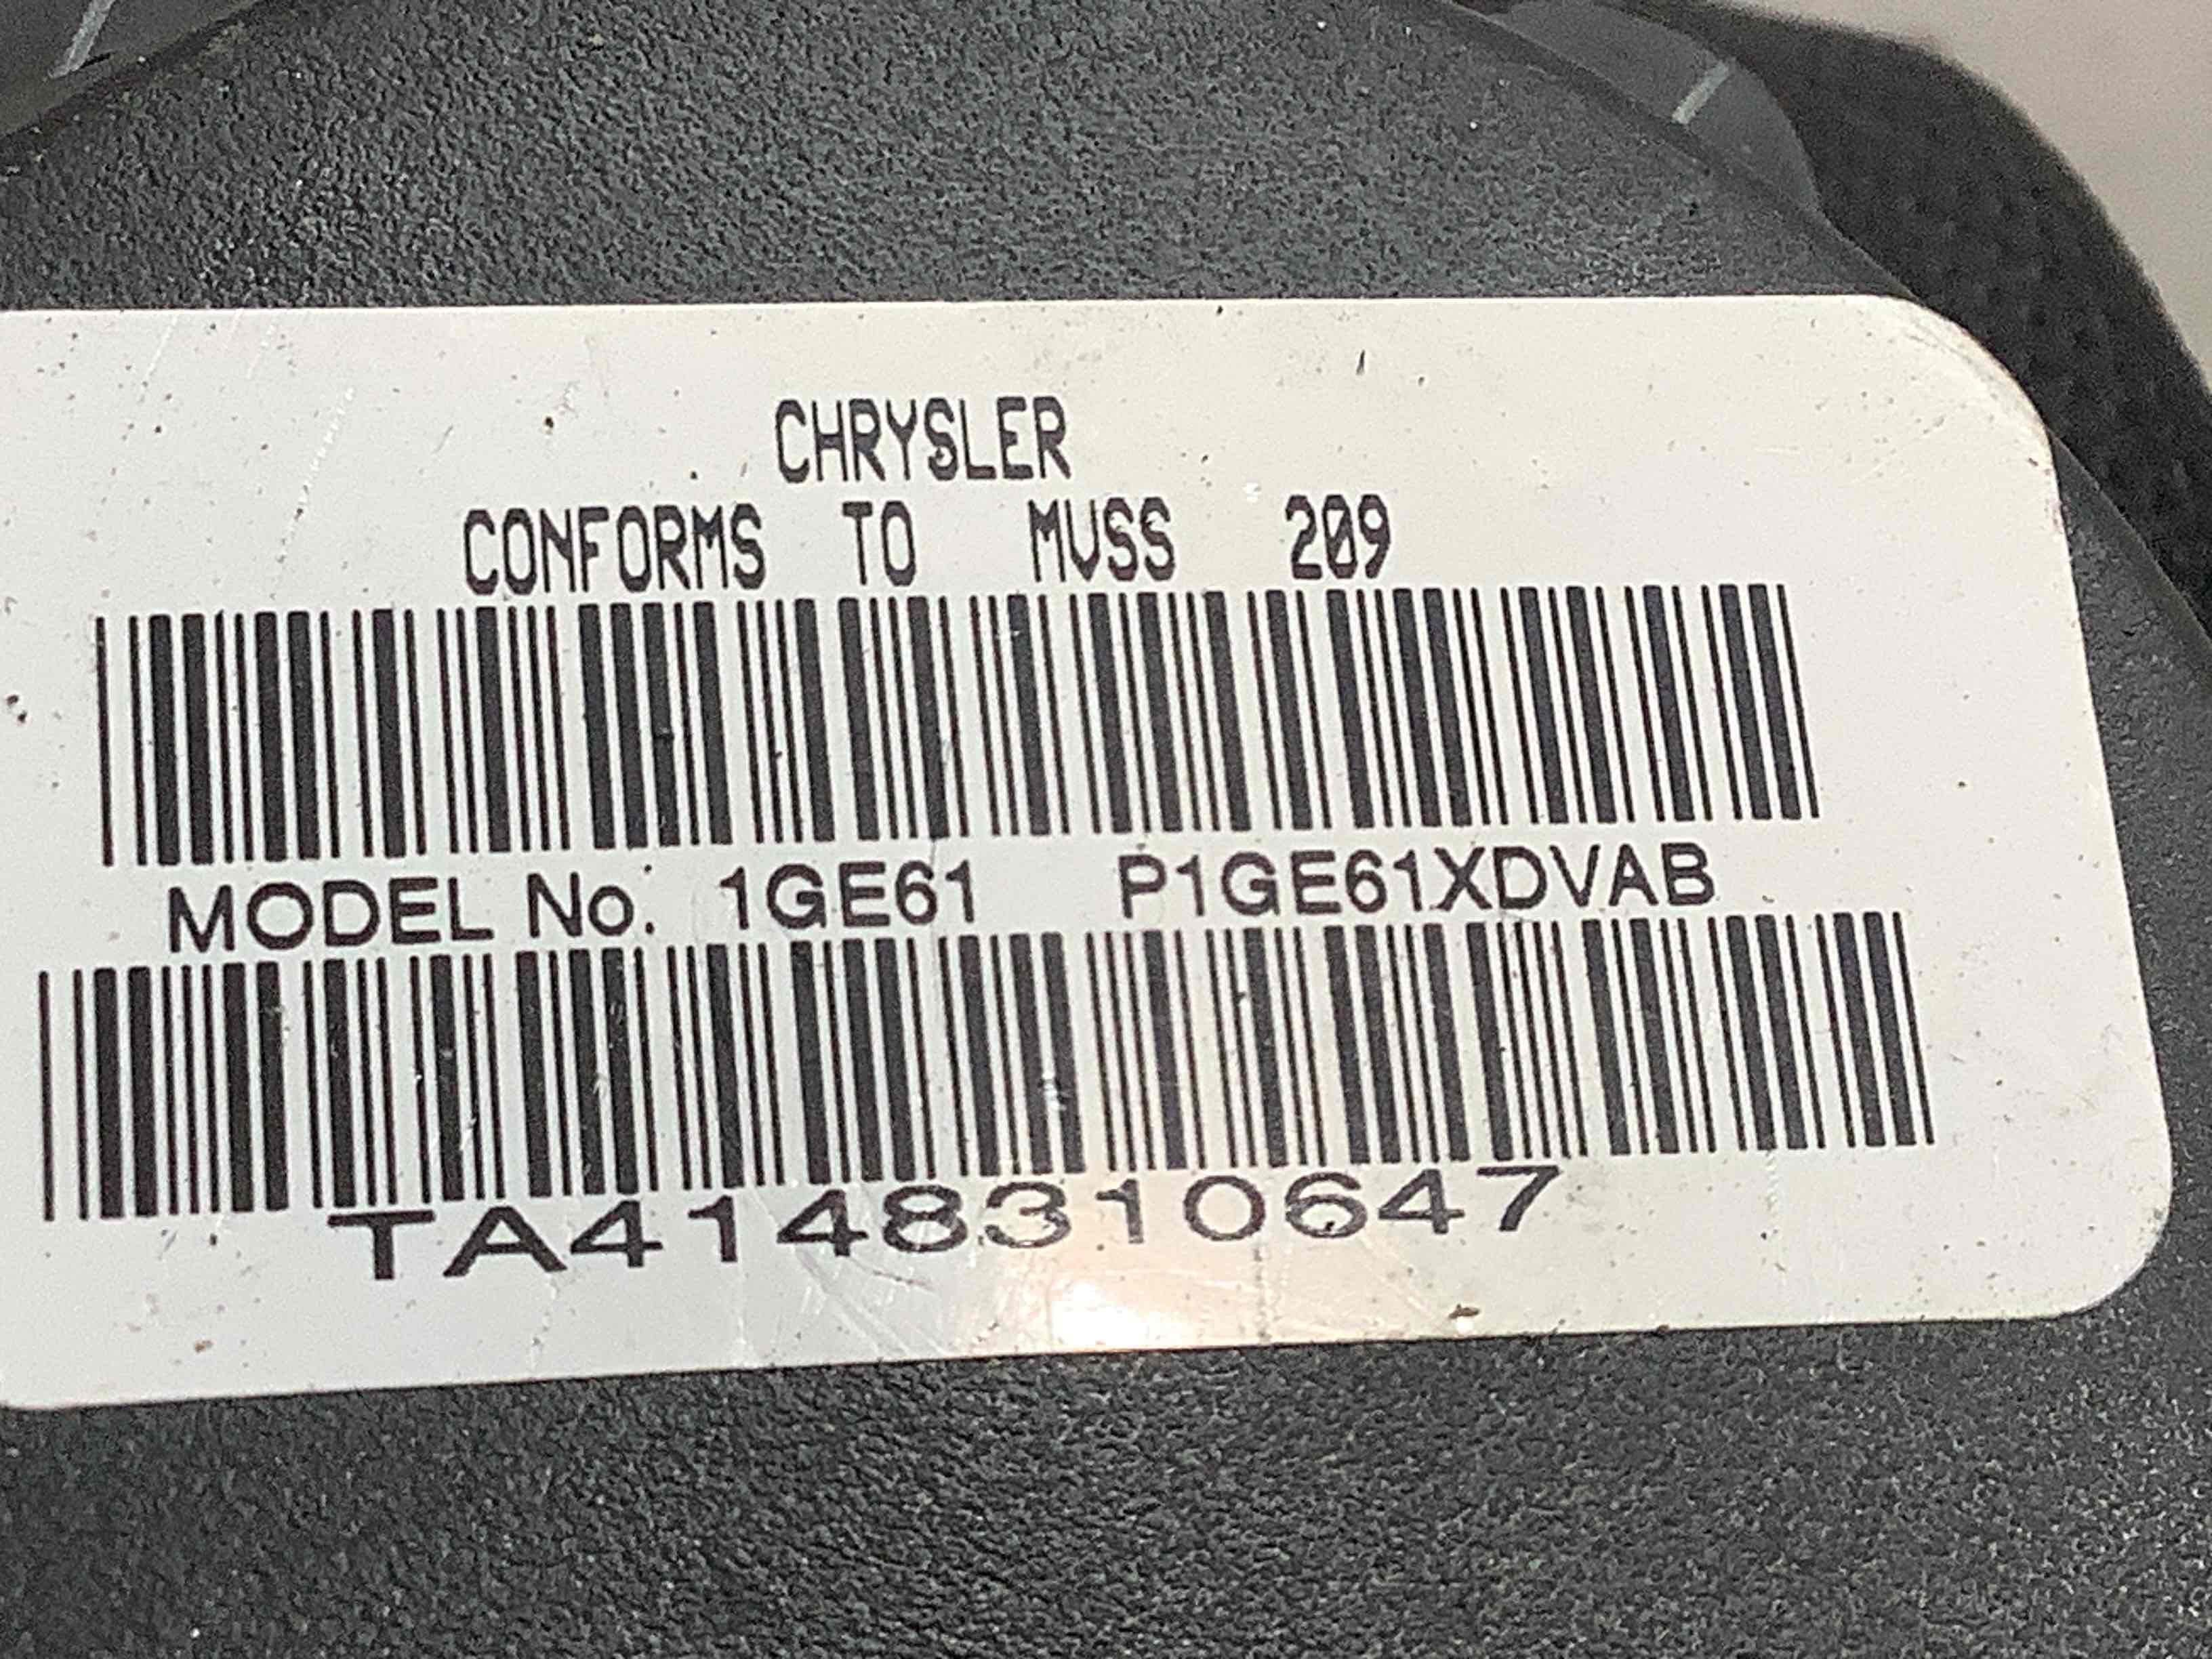 CHRYSLER
CONFORMS TO MVSS 209
MODEL No. 1GE61 P1GE61XDVAB
TA4148310647